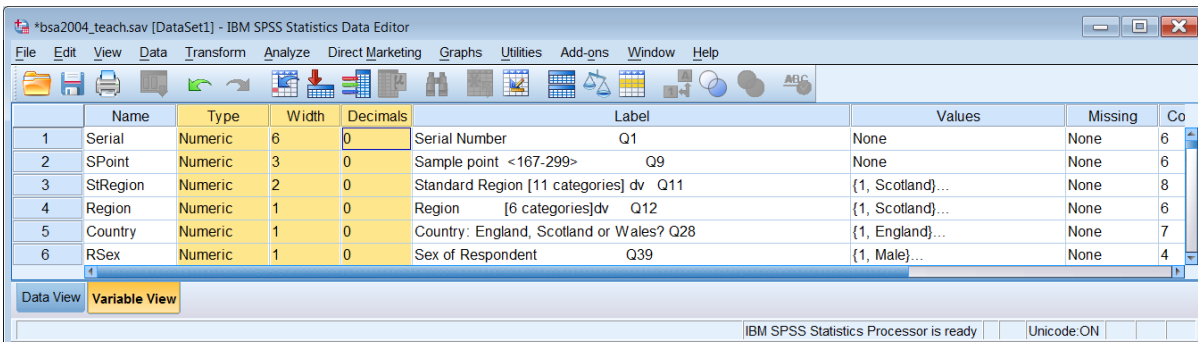 *bsa2004_teach.sav [DataSet1] - IBM SPSS Statistics Data Editor
File Edit View Data Transform Analyze Direct Marketing Graphs Utilities Add-ons Window Help
A 14 ABC
Name Type Width Decimals Label Values Missing Co
1 Serial Numeric 6 0 Serial Number Q1 None None 6
2 SPoint Numeric 3 0 Sample point <167-299> Q9 None None 6
3 StRegion Numeric 2 0 Standard Region [11 categories] dv Q11 {1, Scotland}... None 8
4 Region Numeric 1 0 Region [6 categories]dv Q12 {1, Scotland}... None 6
5 Country Numeric 1 0 Country: England, Scotland or Wales? Q28 {1, England}... None 7
6 RSex Numeric 1 0 Sex of Respondent Q39 {1, Male}... None 4
Data View Variable View
IBM SPSS Statistics Processor is ready Unicode:ON